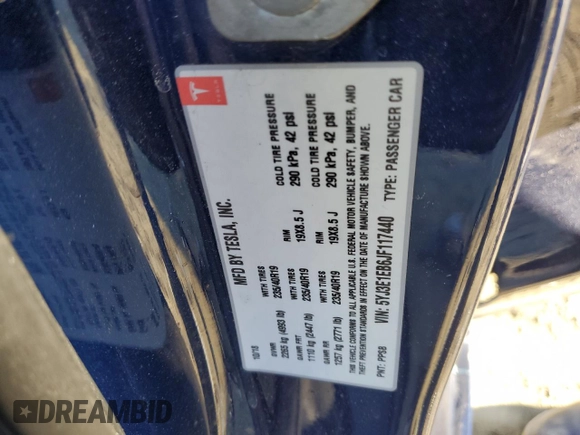 TESLA
MFD BY TESLA, INC.
10/18
GVWR WITH TIRES RIM COLD TIRE PRESSURE
2265 kg (4993 lb) 235/40R19 19X8.5 J 290 kPa, 42 psi
GAWR FRT WITH TIRES RIM COLD TIRE PRESSURE
1110 kg (2447 lb) 235/40R19 19X8.5 J 290 kPa, 42 psi
GAWR RR
1257 kg (2771 lb) 235/40R19
THIS VEHICLE CONFORMS TO ALL APPLICABLE U.S. FEDERAL MOTOR VEHICLE SAFETY, BUMPER, AND
THEFT PREVENTION STANDARDS IN EFFECT ON THE DATE OF MANUFACTURE SHOWN ABOVE.
VIN: 5YJ3E1EB6JF117440 TYPE: PASSENGER CAR
PNT: PPSB
DREAMBID